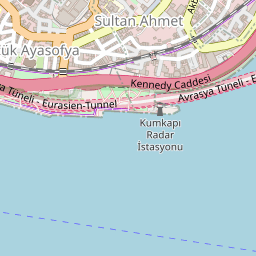 Sultan Ahmet
ük Ayasofya
Kennedy Caddesi
a Tüneli - Eurasien-Tunnel
Avrasya Tüneli - E
Kumkapı
Radar
İstasyonu